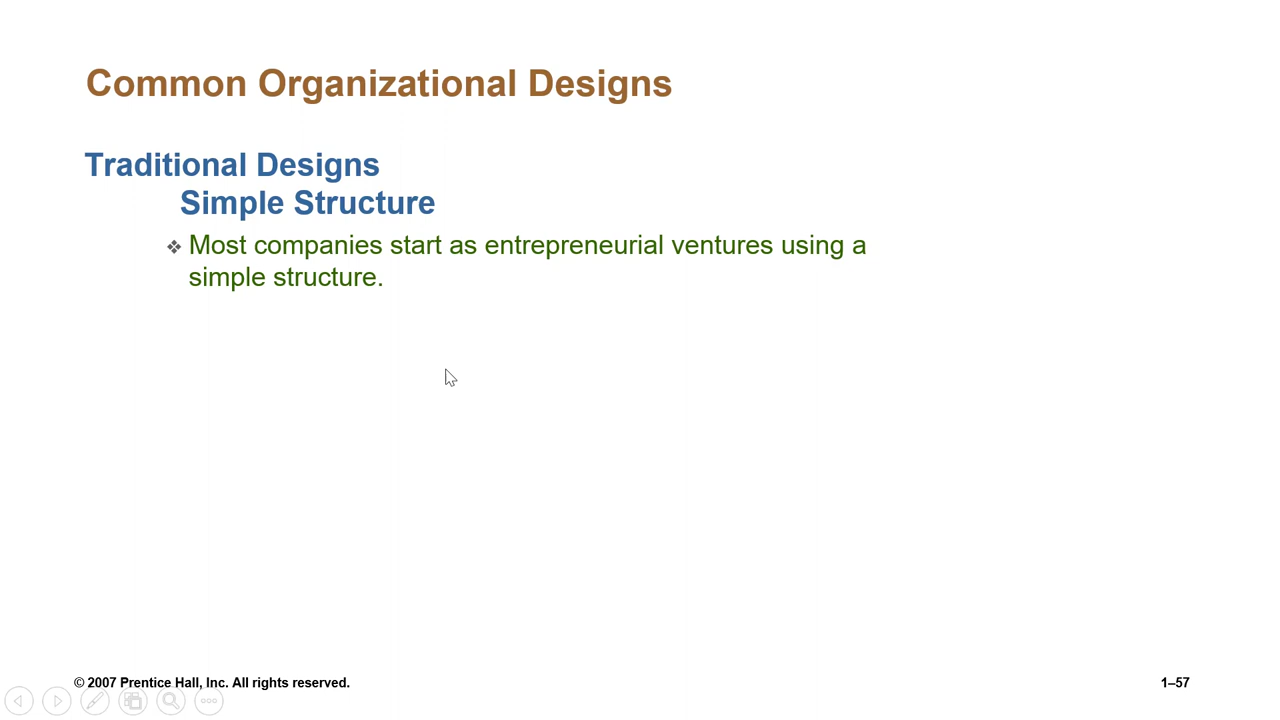 Common Organizational Designs
Traditional Designs
Simple Structure
❖ Most companies start as entrepreneurial ventures using a
simple structure.
© 2007 Prentice Hall, Inc. All rights reserved.
1–57